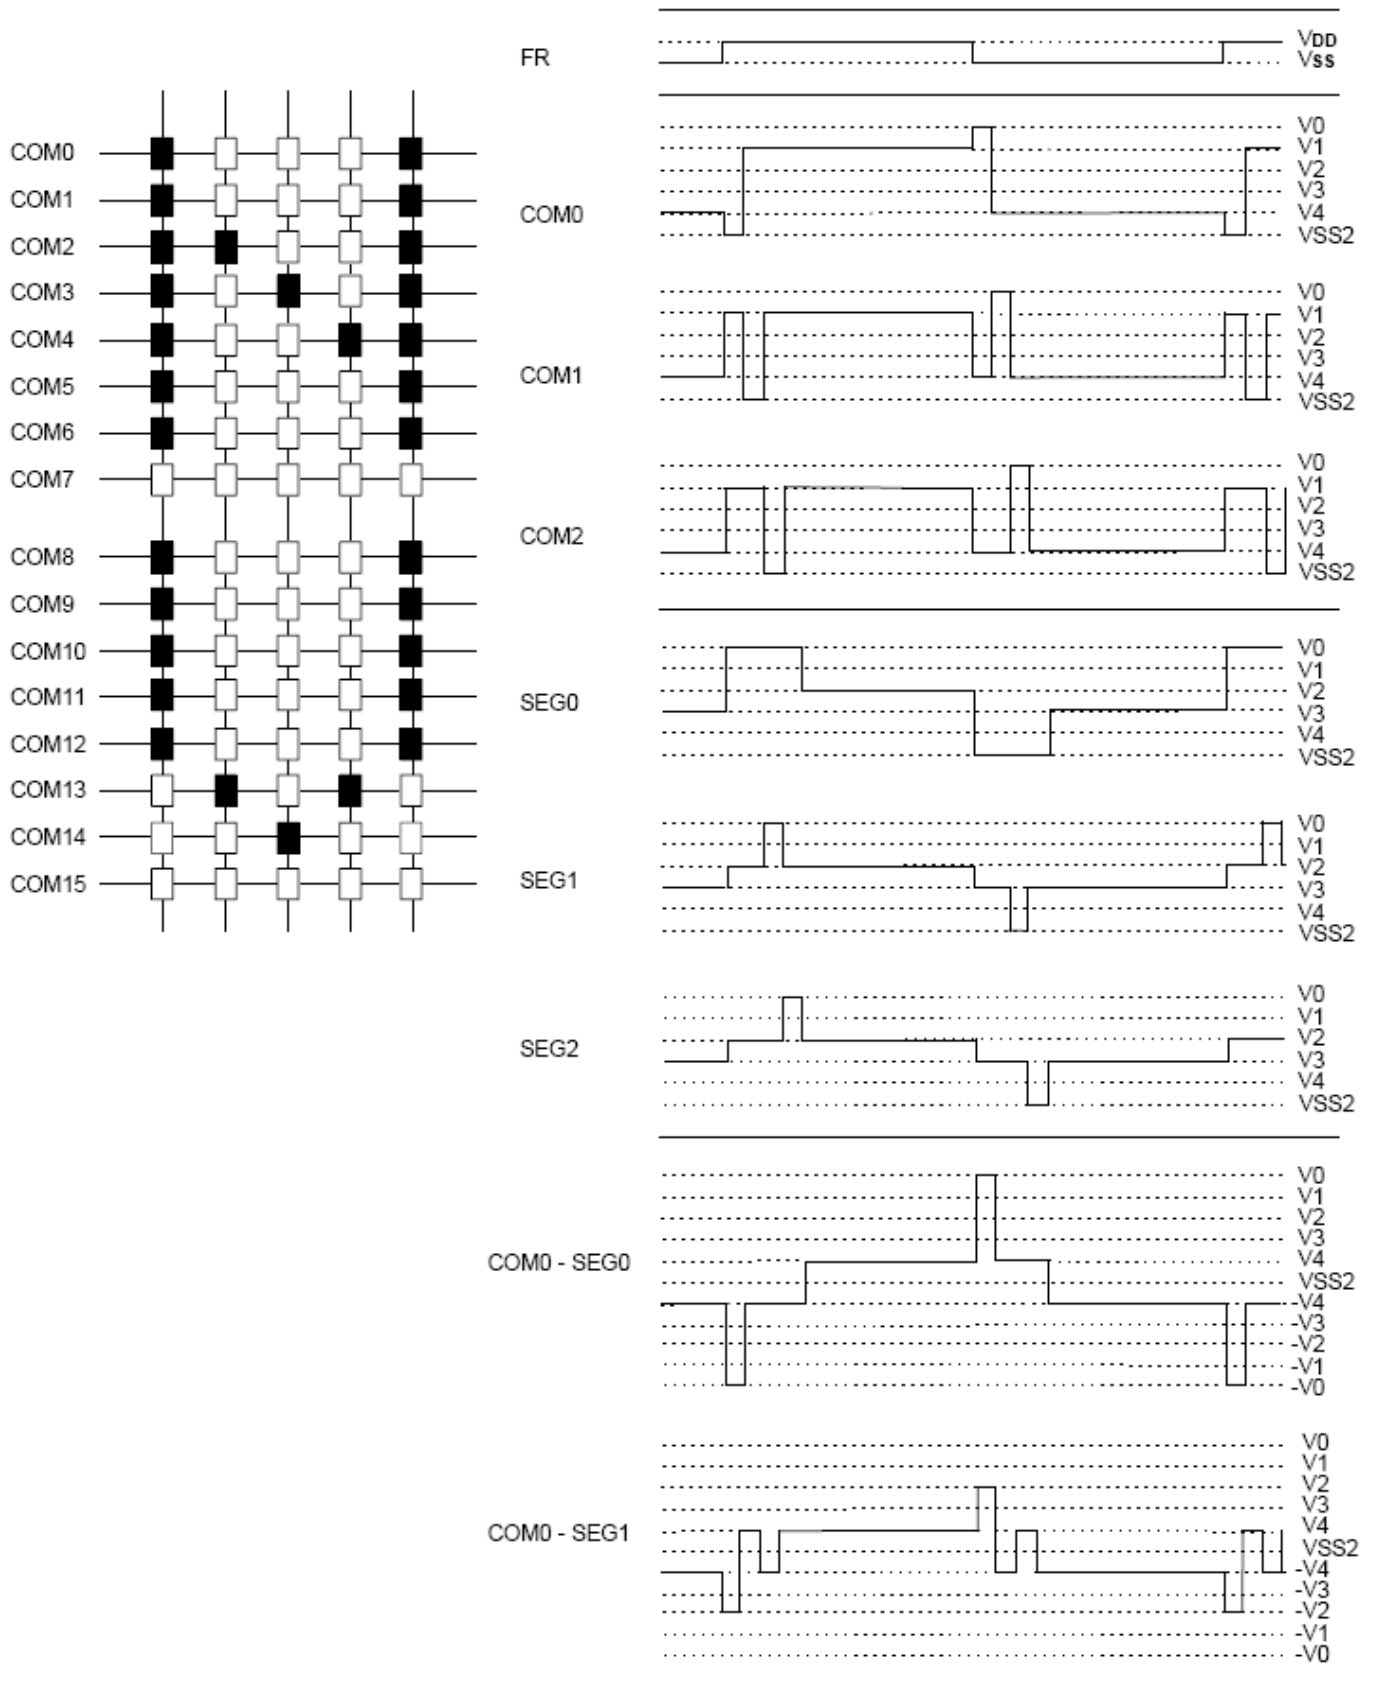 COM0
COM1
COM2
COM3
COM4
COM5
COM6
COM7
COM8
COM9
COM10
COM11
COM12
COM13
COM14
COM15
FR
VDD
VSS
COM0
V0
V1
V2
V3
V4
VSS2
COM1
V0
V1
V2
V3
V4
VSS2
COM2
V0
V1
V2
V3
V4
VSS2
SEG0
V0
V1
V2
V3
V4
VSS2
SEG1
V0
V1
V2
V3
V4
VSS2
SEG2
V0
V1
V2
V3
V4
VSS2
COM0 - SEG0
V0
V1
V2
V3
V4
VSS2
-V4
-V3
-V2
-V1
-V0
COM0 - SEG1
V0
V1
V2
V3
V4
VSS2
-V4
-V3
-V2
-V1
-V0